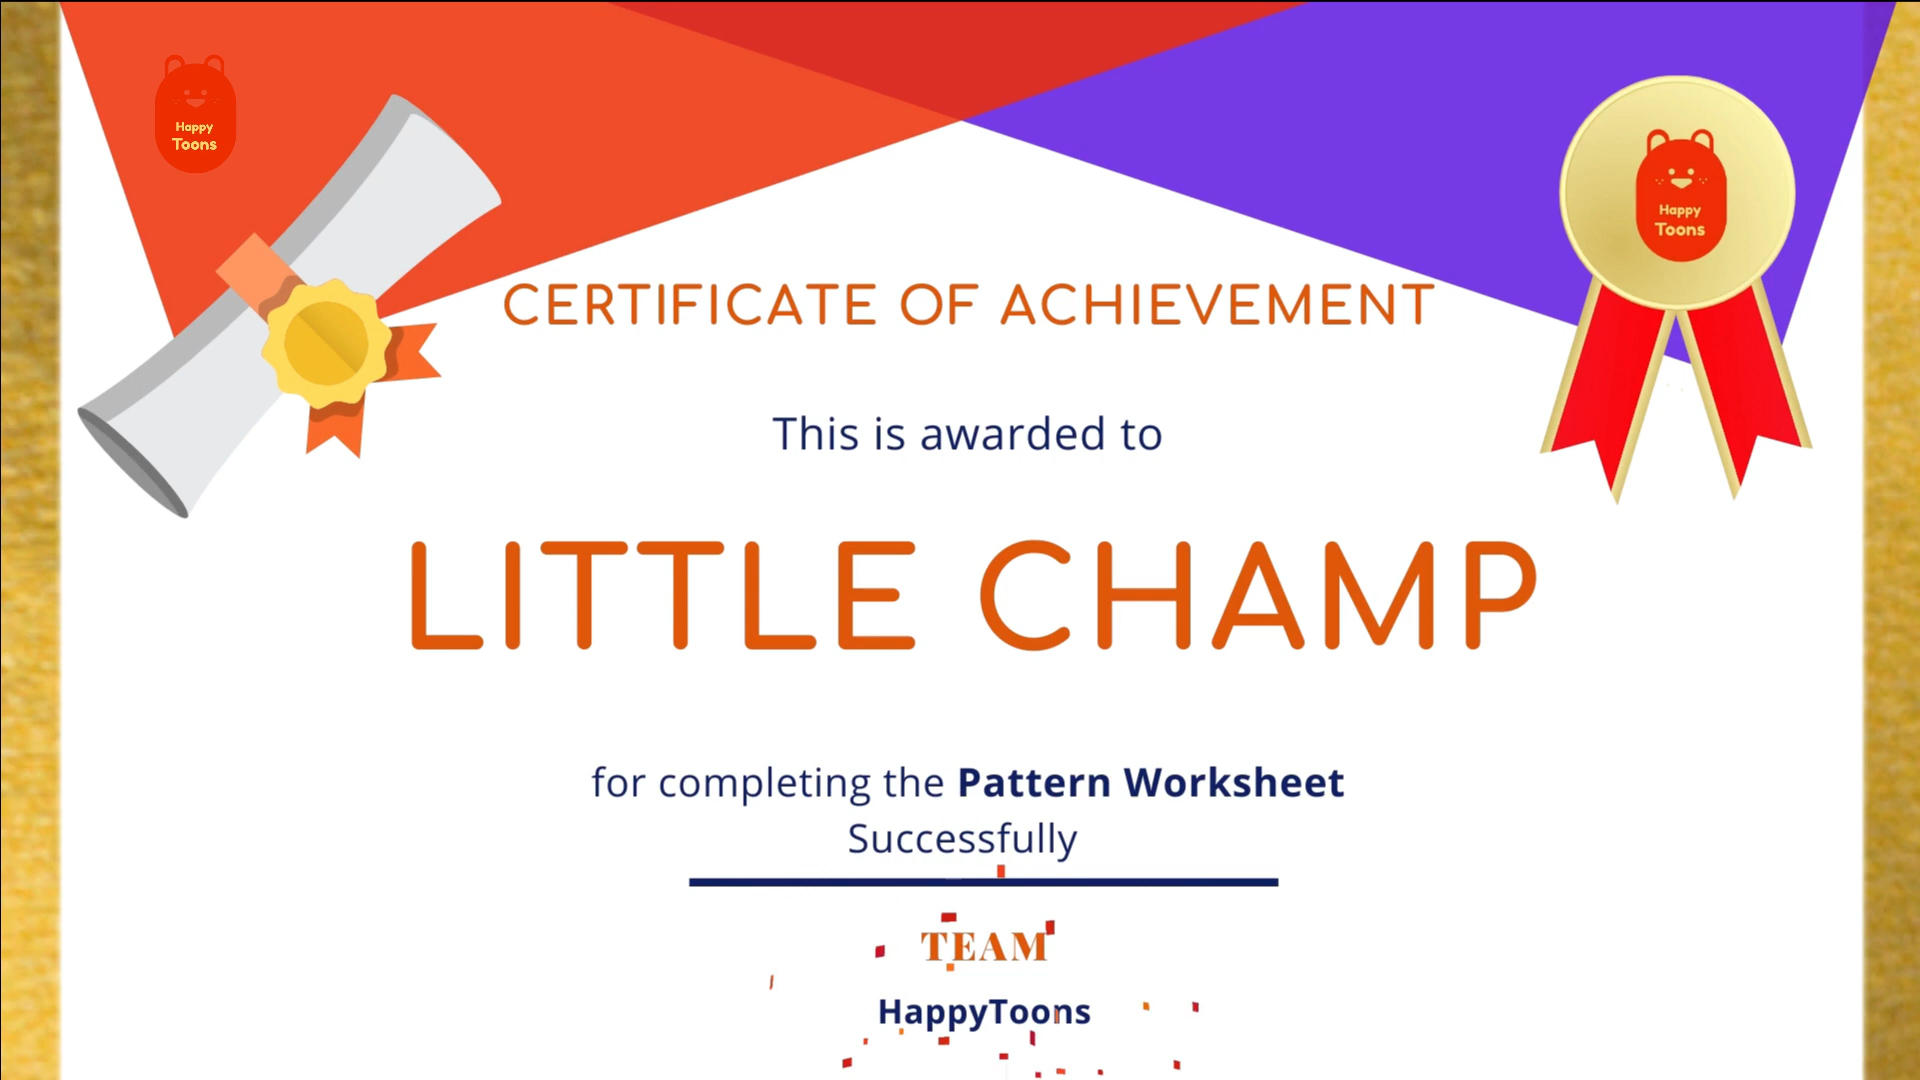 Happy
Toons
Happy
Toons
CERTIFICATE OF ACHIEVEMENT
This is awarded to
LITTLE CHAMP
for completing the Pattern Worksheet
Successfully
TEAM
HappyToons